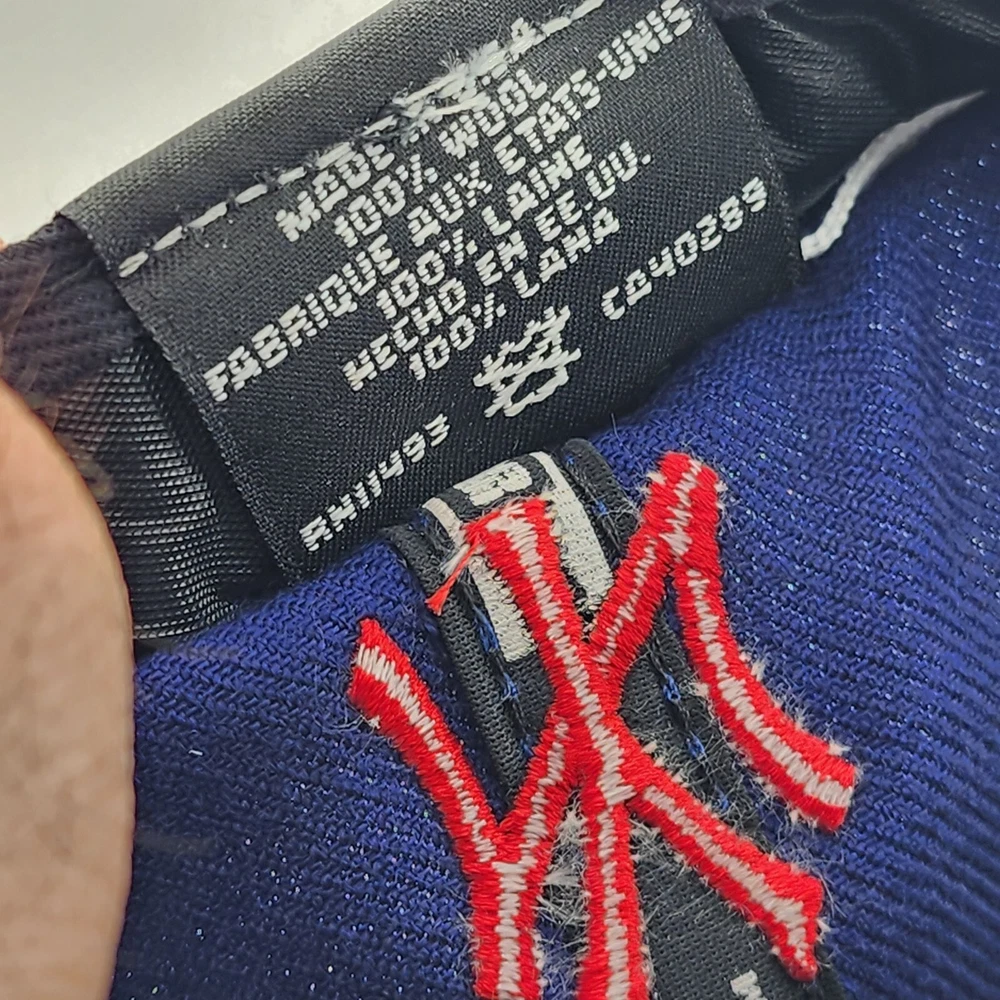 MADE IN USA
100% WOOL
FABRIQUE AUX ETATS-UNIS
100% LAINE
HECHO EN EE.UU.
100% LANA
RN11493 CA40289
NY